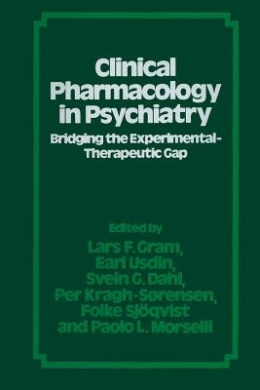 Clinical
Pharmacology
in Psychiatry
Bridging the Experimental-
Therapeutic Gap
Edited by
Lars F. Gram,
Earl Usdin,
Svein G. Dahl,
Per Kragh-Sørensen,
Folke Sjöqvist
and Paolo L. Morselli